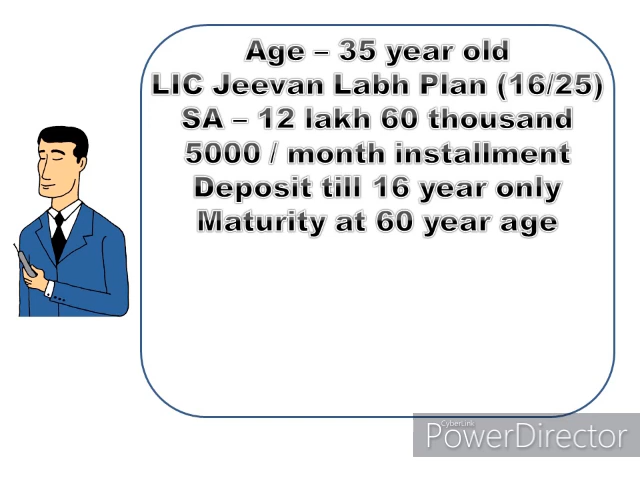 Age – 35 year old
LIC Jeevan Labh Plan (16/25)
SA – 12 lakh 60 thousand
5000 / month installment
Deposit till 16 year only
Maturity at 60 year age
CyberLink
PowerDirector